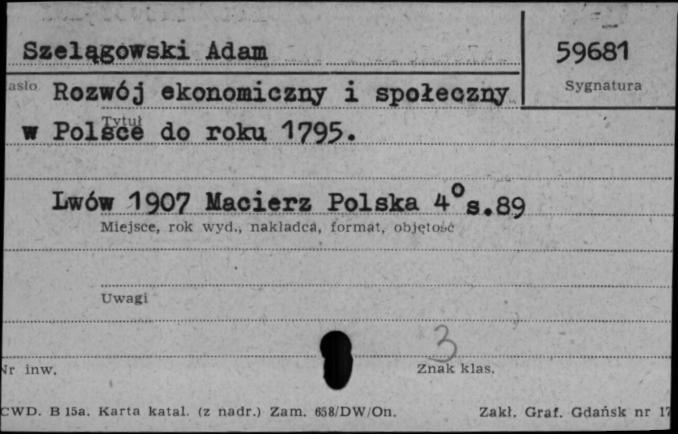 Szelągowski Adam
59681
asło
Sygnatura
Rozwój ekonomiczny i społeczny
Tytuł
w Polsce do roku 1795.
Lwów 1907 Macierz Polska 4° s.89
Miejsce, rok wyd., nakładca, format, objętość
Uwagi
3
Nr inw.
Znak klas.
CWD. B 15a. Karta katal. (z nadr.) Zam. 658/DW/On.
Zakł. Graf. Gdańsk nr 17